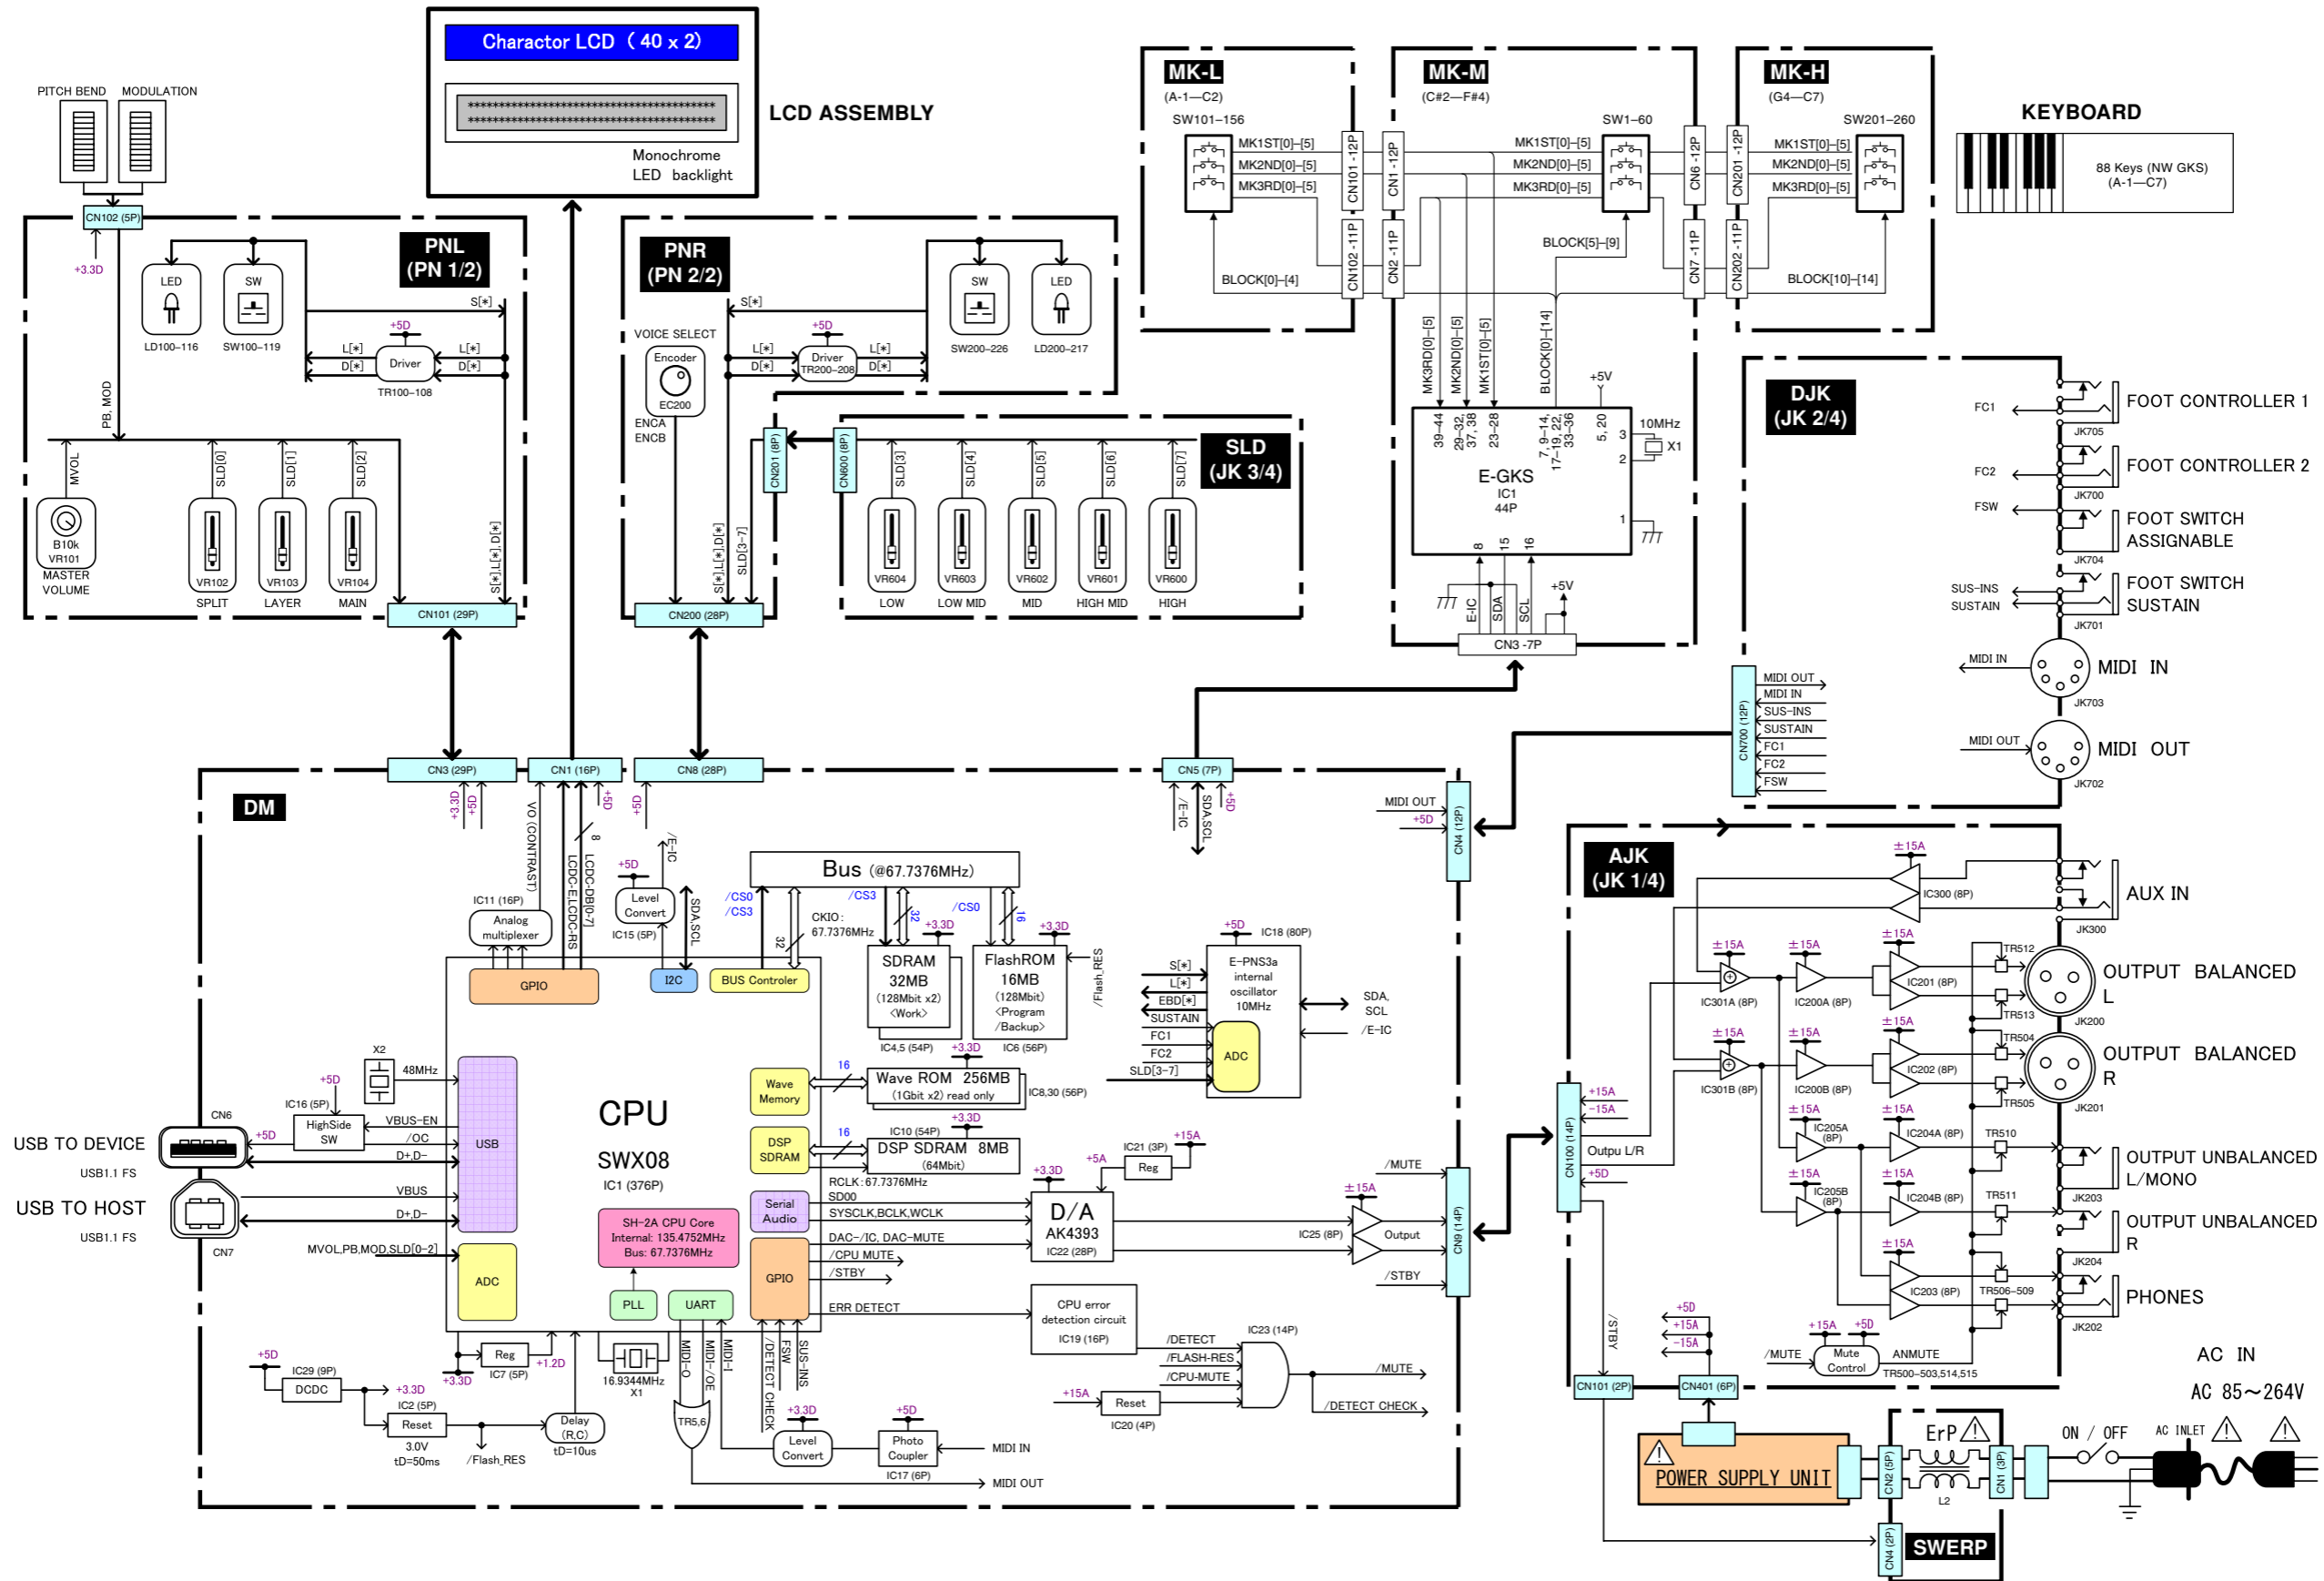 Charactor LCD ( 40 x 2)
****************************************
****************************************
Monochrome
LED backlight
LCD ASSEMBLY
PITCH BEND
MODULATION
CN102 (5P)
+3.3D
PNL
(PN 1/2)
LED
LD100-116
SW
SW100-119
S[*]
+5D
L[*]
D[*]
Driver
L[*]
D[*]
TR100-108
PB, MOD
MVOL
SLD[0]
SLD[1]
SLD[2]
S[*],L[*],D[*]
B10k
VR101
MASTER
VOLUME
VR102
SPLIT
VR103
LAYER
VR104
MAIN
CN101 (29P)
PNR
(PN 2/2)
S[*]
VOICE SELECT
Encoder
EC200
ENCA
ENCB
+5D
L[*]
D[*]
Driver
TR200-208
L[*]
D[*]
SW
SW200-226
LED
LD200-217
S[*],L[*],D[*]
SLD[3-7]
CN201 (8P)
CN200 (28P)
CN600 (8P)
SLD
(JK 3/4)
SLD[3]
SLD[4]
SLD[5]
SLD[6]
SLD[7]
VR604
VR603
VR602
VR601
VR600
LOW
LOW MID
MID
HIGH MID
HIGH
MK-L
(A-1—C2)
SW101-156
MK1ST[0]-[5]
MK2ND[0]-[5]
MK3RD[0]-[5]
BLOCK[0]-[4]
CN101 -12P
CN102 -11P
MK-M
(C#2—F#4)
CN1 -12P
CN2 -11P
SW1-60
MK1ST[0]-[5]
MK2ND[0]-[5]
MK3RD[0]-[5]
BLOCK[5]-[9]
CN6 -12P
CN7 -11P
MK-H
(G4—C7)
CN201 -12P
CN202 -11P
SW201-260
MK1ST[0]-[5]
MK2ND[0]-[5]
MK3RD[0]-[5]
BLOCK[10]-[14]
KEYBOARD
88 Keys (NW GKS)
(A-1—C7)
MK3RD[0]-[5]
MK2ND[0]-[5]
MK1ST[0]-[5]
BLOCK[0]-[14]
+5V
39-44
29-32,
37, 38
23-28
7, 9-14,
17-19, 22,
33-36
5, 20
3
2
10MHz
X1
E-GKS
IC1
44P
1
8
15
16
E-IC
SDA
SCL
+5V
CN3 -7P
DJK
(JK 2/4)
FC1
JK705
FOOT CONTROLLER 1
FC2
JK700
FOOT CONTROLLER 2
FSW
JK704
FOOT SWITCH
ASSIGNABLE
SUS-INS
SUSTAIN
JK701
FOOT SWITCH
SUSTAIN
MIDI IN
JK703
MIDI IN
MIDI OUT
JK702
MIDI OUT
CN700 (12P)
MIDI OUT
MIDI IN
SUS-INS
SUSTAIN
FC1
FC2
FSW
DM
CN3 (29P)
+3.3D
+5D
CN1 (16P)
VO (CONTRAST)
LCDC-E,LCDC-RS
LCDC-DB[0-7]
8
+5D
CN8 (28P)
+5D
CN5 (7P)
/E-IC
SDA,SCL
+5D
MIDI OUT
+5D
CN4 (12P)
IC11 (16P)
Analog
multiplexer
+5D
Level
Convert
IC15 (5P)
/E-IC
SDA,SCL
GPIO
I2C
BUS Controler
Bus (@67.7376MHz)
/CS0
/CS3
CKIO :
67.7376MHz
32
/CS3
32
/CS0
16
+3.3D
SDRAM
32MB
(128Mbit x2)
<Work>
IC4,5 (54P)
+3.3D
FlashROM
16MB
(128Mbit)
<Program
/Backup>
IC6 (56P)
/Flash_RES
+5D
IC18 (80P)
E-PNS3a
internal
oscillator
10MHz
ADC
S[*]
L[*]
EBD[*]
SUSTAIN
FC1
FC2
SLD[3-7]
SDA,
SCL
/E-IC
X2
48MHz
USB
+5D
IC16 (5P)
HighSide
SW
VBUS-EN
/OC
D+,D-
CN6
+5D
USB TO DEVICE
USB1.1 FS
USB TO HOST
USB1.1 FS
CN7
VBUS
D+,D-
MVOL,PB,MOD,SLD[0-2]
ADC
CPU
SWX08
IC1 (376P)
SH-2A CPU Core
Internal: 135.4752MHz
Bus: 67.7376MHz
PLL
UART
Wave
Memory
16
+3.3D
Wave ROM 256MB
(1Gbit x2) read only
IC8,30 (56P)
DSP
SDRAM
16
IC10 (54P)
+3.3D
DSP SDRAM 8MB
(64Mbit)
RCLK : 67.7376MHz
Serial
Audio
SD00
SYSCLK,BCLK,WCLK
GPIO
DAC-/IC, DAC-MUTE
/CPU MUTE
/STBY
ERR DETECT
+3.3D
D/A
AK4393
IC22 (28P)
+5A
IC21 (3P)
Reg
+15A
±15A
IC25 (8P)
Output
/MUTE
/STBY
CN9 (14P)
CPU error
detection circuit
IC19 (16P)
/DETECT
/FLASH-RES
/CPU-MUTE
IC23 (14P)
+15A
Reset
IC20 (4P)
/MUTE
/DETECT CHECK
+5D
IC29 (9P)
DCDC
+3.3D
IC2 (5P)
Reset
3.0V
tD=50ms
/Flash_RES
Delay
(R,C)
tD=10us
+3.3D
Reg
IC7 (5P)
+1.2D
16.9344MHz
X1
MIDI-O
MIDI-/OE
MIDI-I
TR5,6
/DETECT CHECK
FSW
SUS-INS
+3.3D
Level
Convert
+5D
Photo
Coupler
IC17 (6P)
MIDI IN
MIDI OUT
AJK
(JK 1/4)
±15A
IC300 (8P)
JK300
AUX IN
±15A
IC301A (8P)
±15A
IC200A (8P)
±15A
IC201 (8P)
TR512
TR513
JK200
OUTPUT BALANCED
L
±15A
IC301B (8P)
±15A
IC200B (8P)
±15A
IC202 (8P)
TR504
TR505
JK201
OUTPUT BALANCED
R
±15A
IC205A
(8P)
±15A
IC204A (8P)
TR510
JK203
OUTPUT UNBALANCED
L/MONO
±15A
IC205B
(8P)
±15A
IC204B (8P)
TR511
JK204
OUTPUT UNBALANCED
R
±15A
IC203 (8P)
TR506-509
JK202
PHONES
CN100 (14P)
+15A
-15A
Outpu L/R
+5D
/STBY
+5D
+15A
-15A
/MUTE
+15A
+5D
Mute
Control
ANMUTE
TR500-503,514,515
CN101 (2P)
CN401 (6P)
POWER SUPPLY UNIT
CN2 (5P)
ErP
L2
CN1 (3P)
ON / OFF
AC INLET
AC IN
AC 85～264V
CN4 (2P)
SWERP